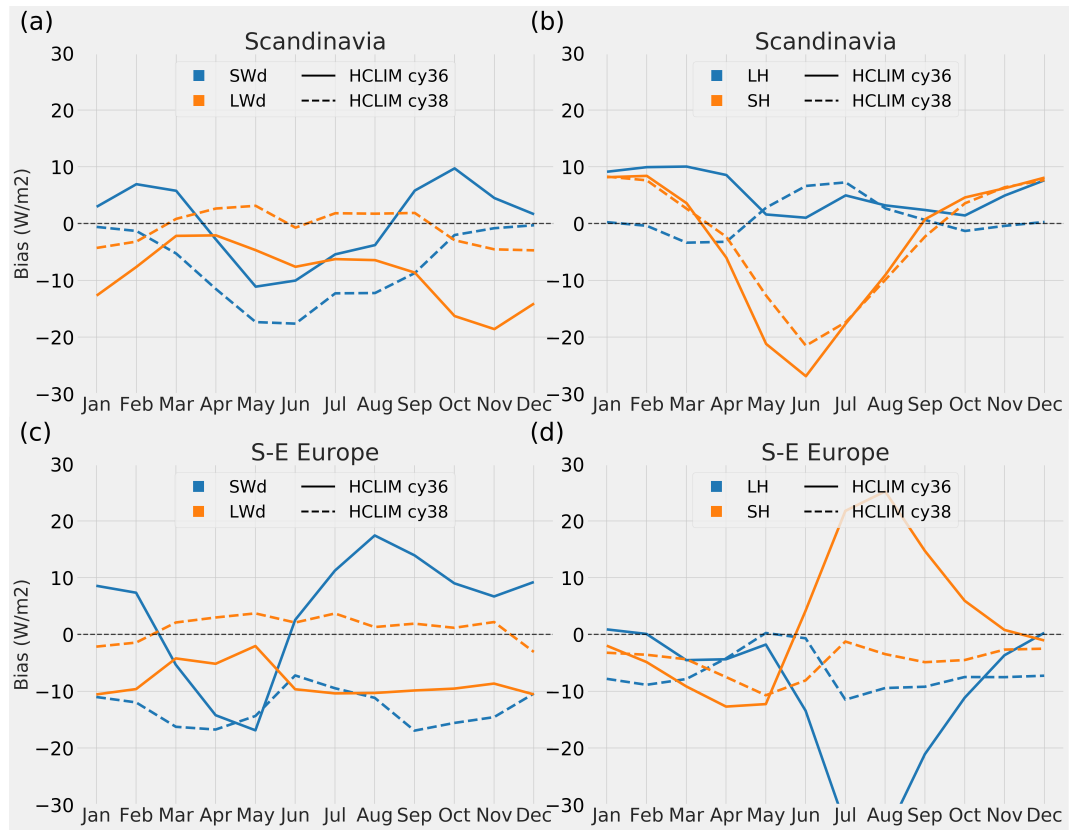 (a)
Scandinavia
SWd HCLIM cy36
LWd HCLIM cy38
Bias (W/m2)
30
20
10
0
−10
−20
−30
Jan Feb Mar Apr May Jun Jul Aug Sep Oct Nov Dec
(b)
Scandinavia
LH HCLIM cy36
SH HCLIM cy38
30
20
10
0
−10
−20
−30
Jan Feb Mar Apr May Jun Jul Aug Sep Oct Nov Dec
(c)
S-E Europe
SWd HCLIM cy36
LWd HCLIM cy38
Bias (W/m2)
30
20
10
0
−10
−20
−30
Jan Feb Mar Apr May Jun Jul Aug Sep Oct Nov Dec
(d)
S-E Europe
LH HCLIM cy36
SH HCLIM cy38
30
20
10
0
−10
−20
−30
Jan Feb Mar Apr May Jun Jul Aug Sep Oct Nov Dec